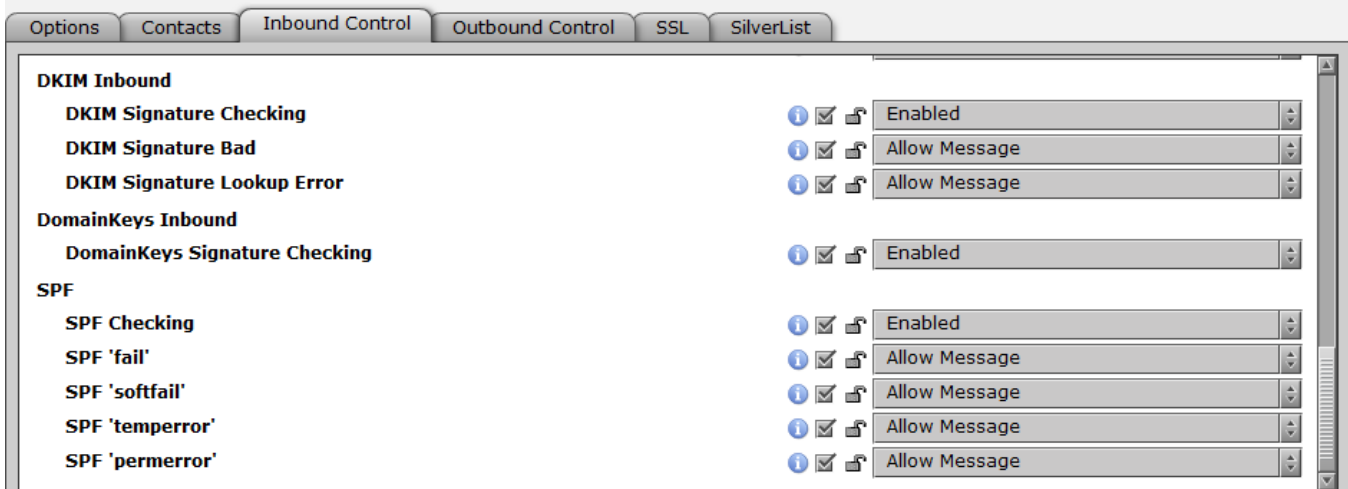 Options Contacts Inbound Control Outbound Control SSL SilverList
DKIM Inbound
DKIM Signature Checking Enabled
DKIM Signature Bad Allow Message
DKIM Signature Lookup Error Allow Message
DomainKeys Inbound
DomainKeys Signature Checking Enabled
SPF
SPF Checking Enabled
SPF 'fail' Allow Message
SPF 'softfail' Allow Message
SPF 'temperror' Allow Message
SPF 'permerror' Allow Message